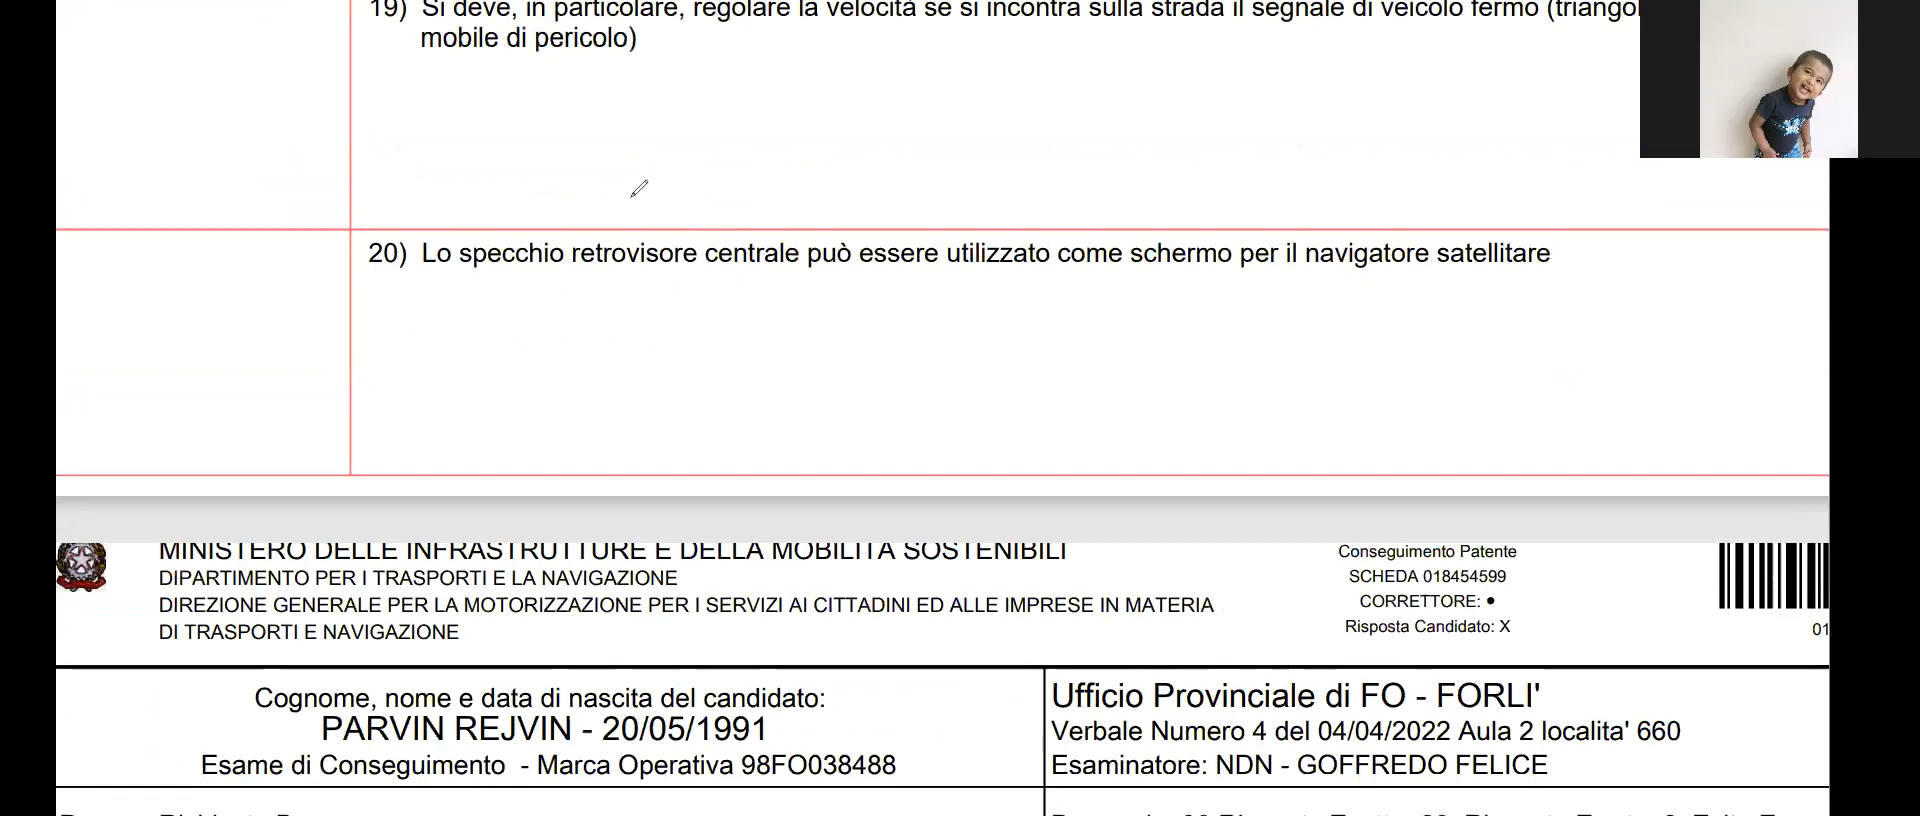 19) Si deve, in particolare, regolare la velocità se si incontra sulla strada il segnale di veicolo fermo
mobile di pericolo)
20) Lo specchio retrovisore centrale può essere utilizzato come schermo per il navigatore satellitare
MINISTERO DELLE INFRASTRUTTURE E DELLA MOBILITÀ SOSTENIBILI
DIPARTIMENTO PER I TRASPORTI E LA NAVIGAZIONE
DIREZIONE GENERALE PER LA MOTORIZZAZIONE PER I SERVIZI AI CITTADINI ED ALLE IMPRESE IN MATERIA
DI TRASPORTI E NAVIGAZIONE
Conseguimento Patente
SCHEDA 018454599
CORRETTORE: ●
Risposta Candidato: X
01
Cognome, nome e data di nascita del candidato:
PARVIN REJVIN - 20/05/1991
Esame di Conseguimento - Marca Operativa 98FO038488
Ufficio Provinciale di FO - FORLI'
Verbale Numero 4 del 04/04/2022 Aula 2 localita' 660
Esaminatore: NDN - GOFFREDO FELICE